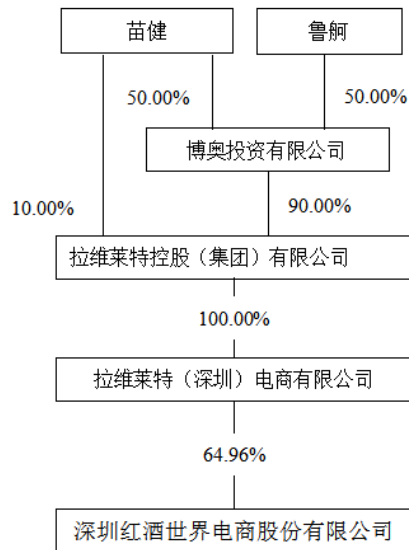 苗健
鲁舸
50.00%
50.00%
博奥投资有限公司
10.00%
90.00%
拉维莱特控股（集团）有限公司
100.00%
拉维莱特（深圳）电商有限公司
64.96%
深圳红酒世界电商股份有限公司